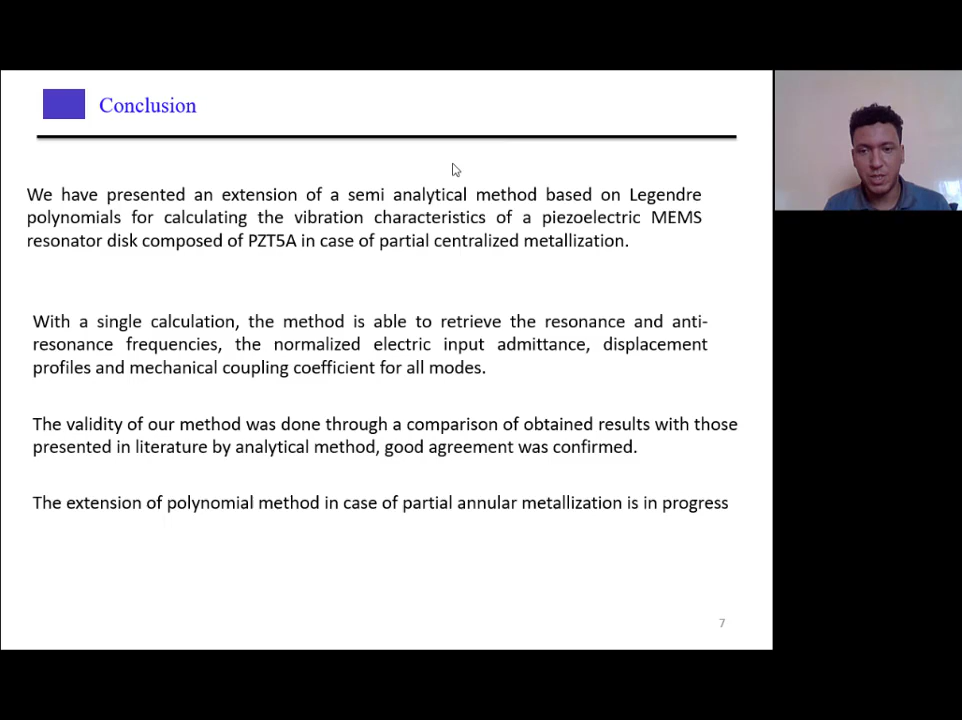 Conclusion
We have presented an extension of a semi analytical method based on Legendre
polynomials for calculating the vibration characteristics of a piezoelectric MEMS
resonator disk composed of PZT5A in case of partial centralized metallization.
With a single calculation, the method is able to retrieve the resonance and anti-
resonance frequencies, the normalized electric input admittance, displacement
profiles and mechanical coupling coefficient for all modes.
The validity of our method was done through a comparison of obtained results with those
presented in literature by analytical method, good agreement was confirmed.
The extension of polynomial method in case of partial annular metallization is in progress
7